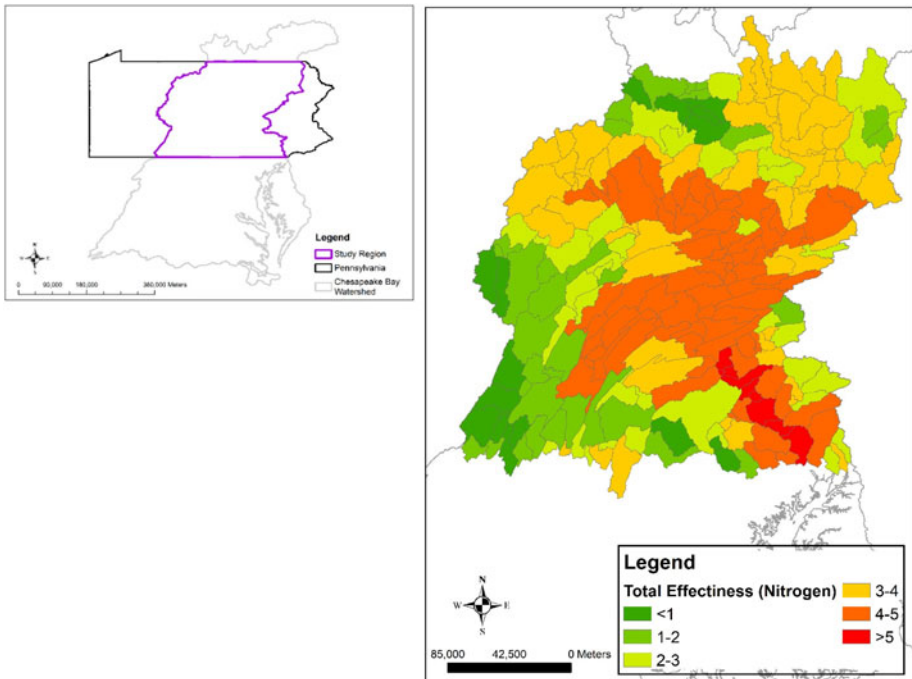 N
W E
S
0 90,000 180,000 360,000 Meters
Legend
Study Region
Pennsylvania
Chesapeake Bay
Watershed
N
W E
S
85,000 42,500 0 Meters
Legend
Total Effectiness (Nitrogen)
<1
1-2
2-3
3-4
4-5
>5